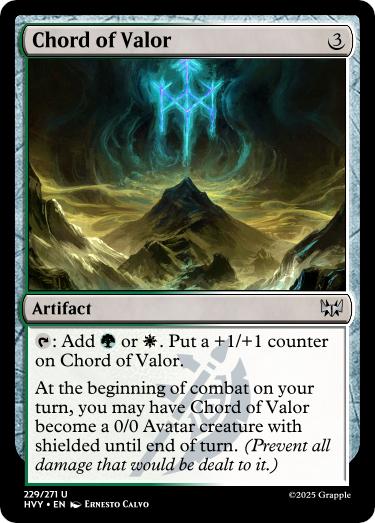 Chord of Valor 3
Artifact
: Add or . Put a +1/+1 counter
on Chord of Valor.
At the beginning of combat on your
turn, you may have Chord of Valor
become a 0/0 Avatar creature with
shielded until end of turn. (Prevent all
damage that would be dealt to it.)
229/271 U
HVY • EN Ernesto Calvo
©2025 Grapple